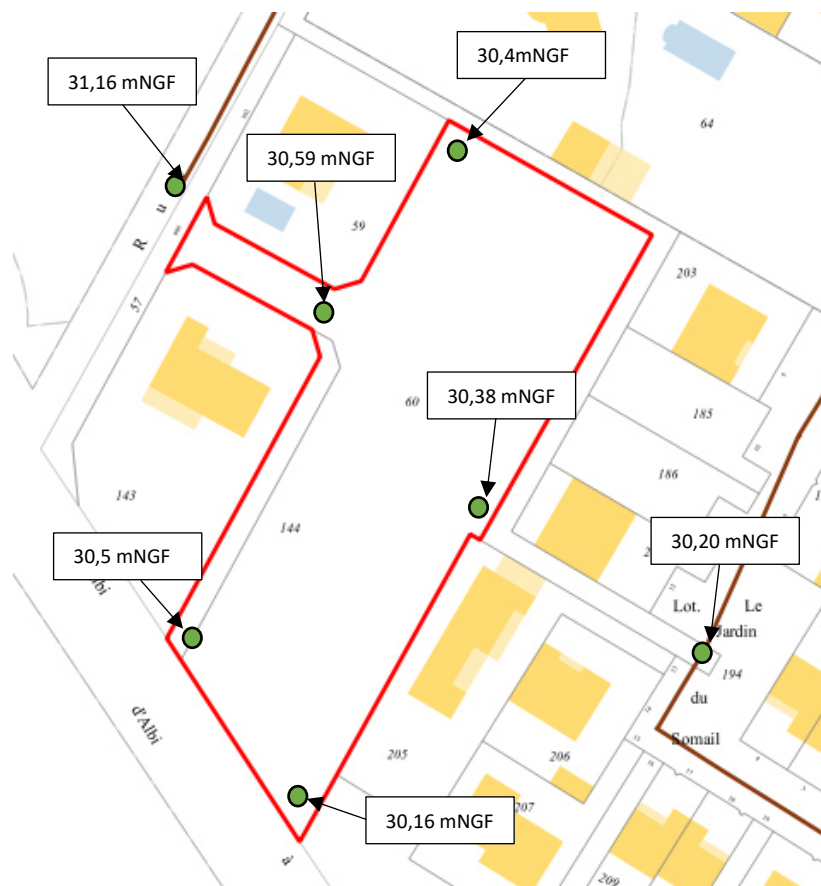 30,4mNGF
31,16 mNGF
64
30,59 mNGF
R u
59
203
57
60
30,38 mNGF
185
186
143
144
30,5 mNGF
30,20 mNGF
Lot. Le
Jardin
194
du
Somail
d'Albi
205
206
207
30,16 mNGF
à
209